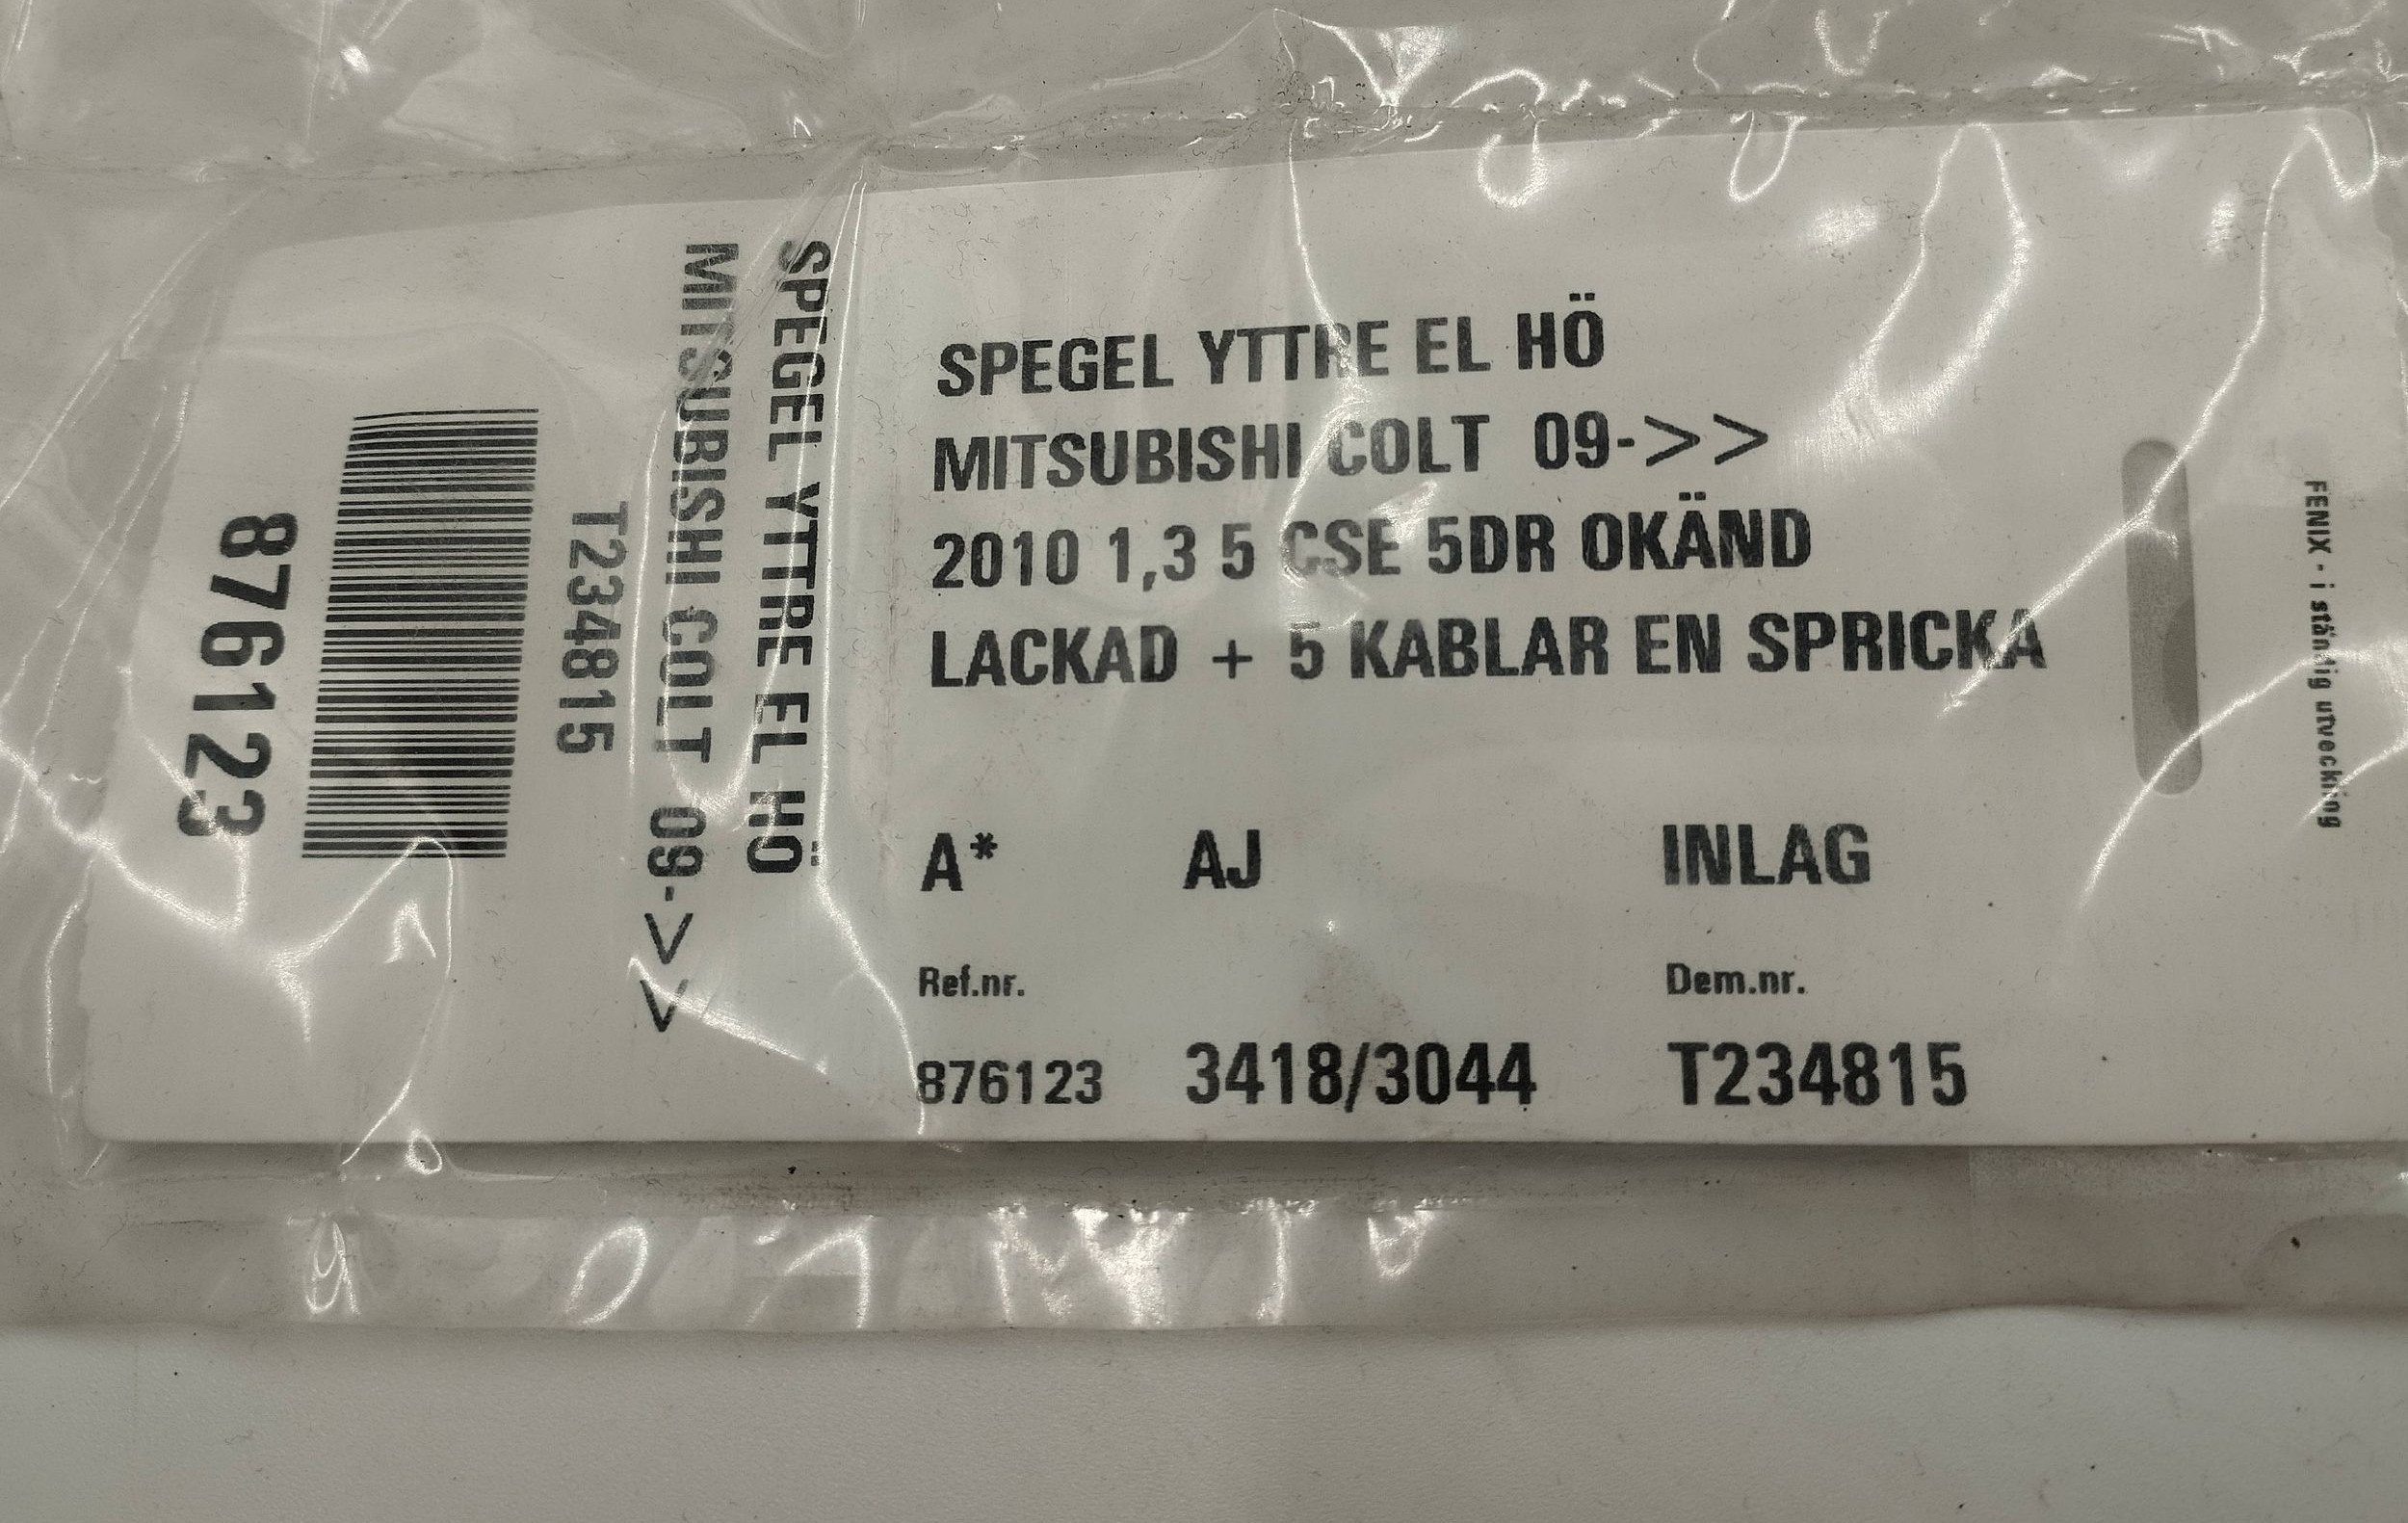 SPEGEL YTTRE EL HÖ
MITSUBISHI COLT 09->>
T234815
876123
SPEGEL YTTRE EL HÖ
MITSUBISHI COLT 09->>
2010 1,3 5 CSE 5DR OKÄND
LACKAD + 5 KABLAR EN SPRICKA
A* AJ INLAG
Ref.nr. Dem.nr.
876123 3418/3044 T234815
FENIX - i ständig utveckling